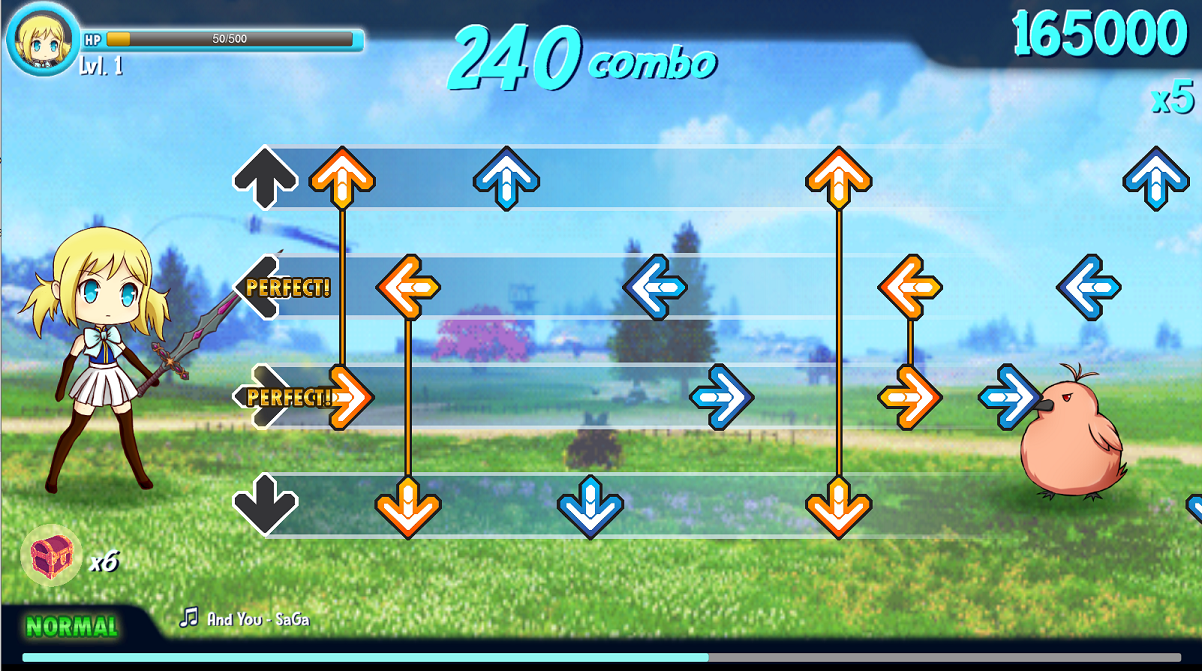 HP 50/500
Lvl. 1
240 combo
165000
x5
PERFECT!
PERFECT!
x6
NORMAL
And You - SaGa